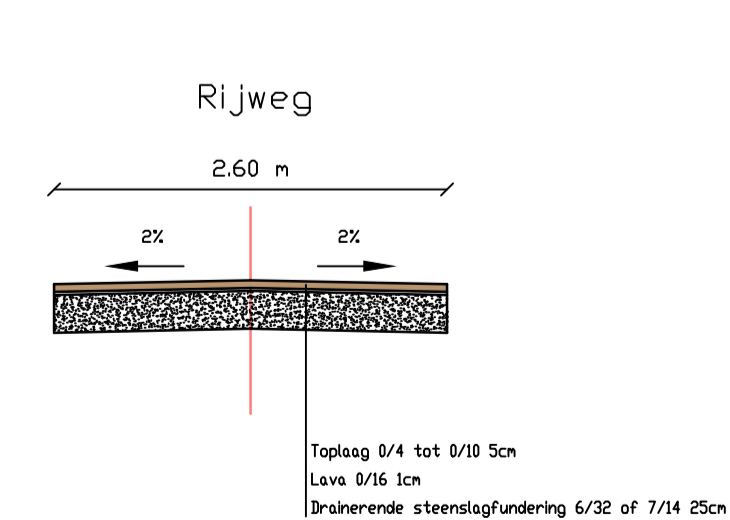 Rijweg
2.60 m
2% 2%
Toplaag 0/4 tot 0/10 5cm
Lava 0/16 1cm
Drainerende steenslagfundering 6/32 of 7/14 25cm